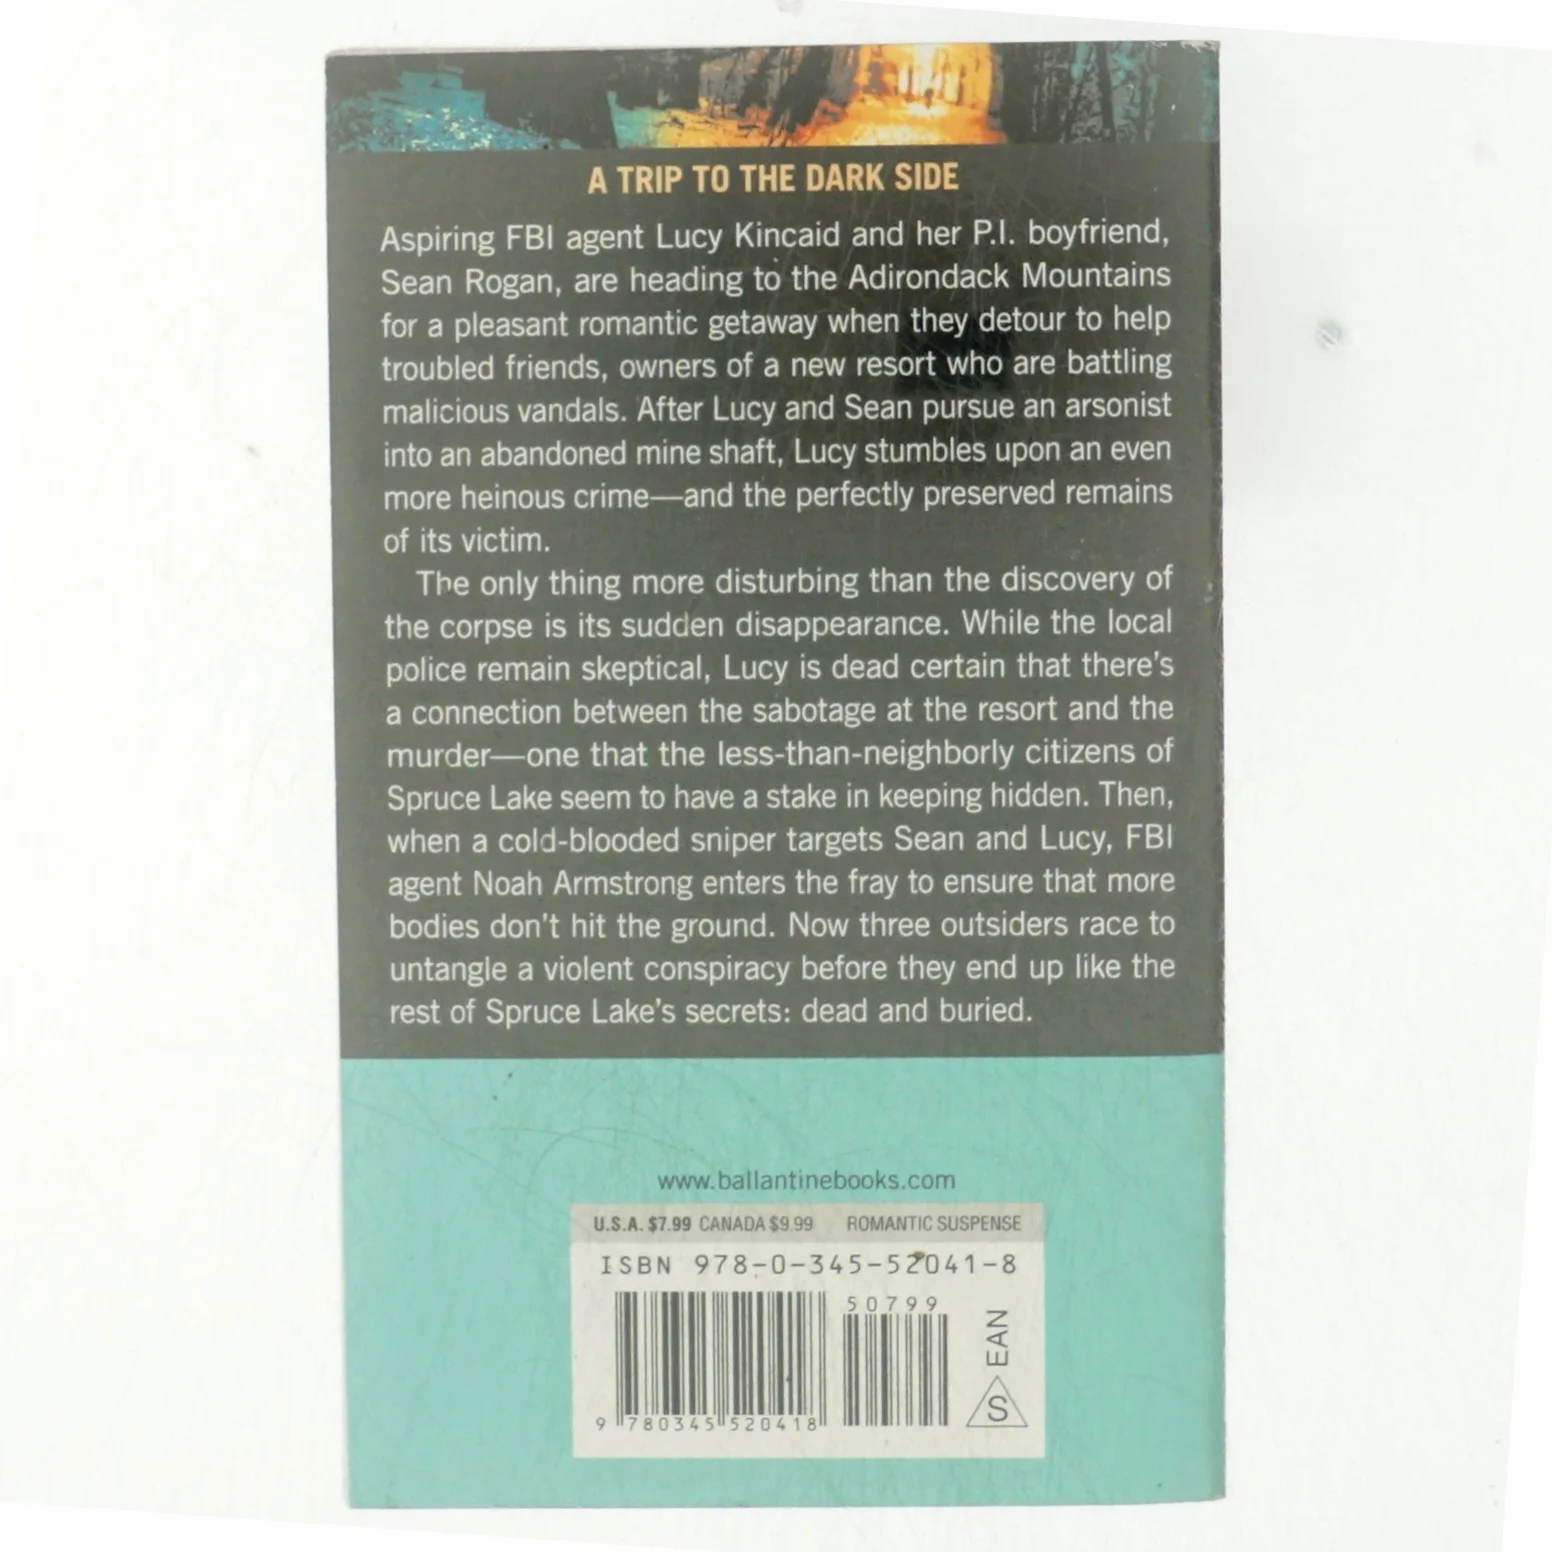 A TRIP TO THE DARK SIDE
Aspiring FBI agent Lucy Kincaid and her P.I. boyfriend,
Sean Rogan, are heading to the Adirondack Mountains
for a pleasant romantic getaway when they detour to help
troubled friends, owners of a new resort who are battling
malicious vandals. After Lucy and Sean pursue an arsonist
into an abandoned mine shaft, Lucy stumbles upon an even
more heinous crime—and the perfectly preserved remains
of its victim.
The only thing more disturbing than the discovery of
the corpse is its sudden disappearance. While the local
police remain skeptical, Lucy is dead certain that there's
a connection between the sabotage at the resort and the
murder—one that the less-than-neighborly citizens of
Spruce Lake seem to have a stake in keeping hidden. Then,
when a cold-blooded sniper targets Sean and Lucy, FBI
agent Noah Armstrong enters the fray to ensure that more
bodies don't hit the ground. Now three outsiders race to
untangle a violent conspiracy before they end up like the
rest of Spruce Lake's secrets: dead and buried.
www.ballantinebooks.com
U.S.A. $7.99 CANADA $9.99 ROMANTIC SUSPENSE
ISBN 978-0-345-52041-8
50799
EAN
S
9 780345 520418